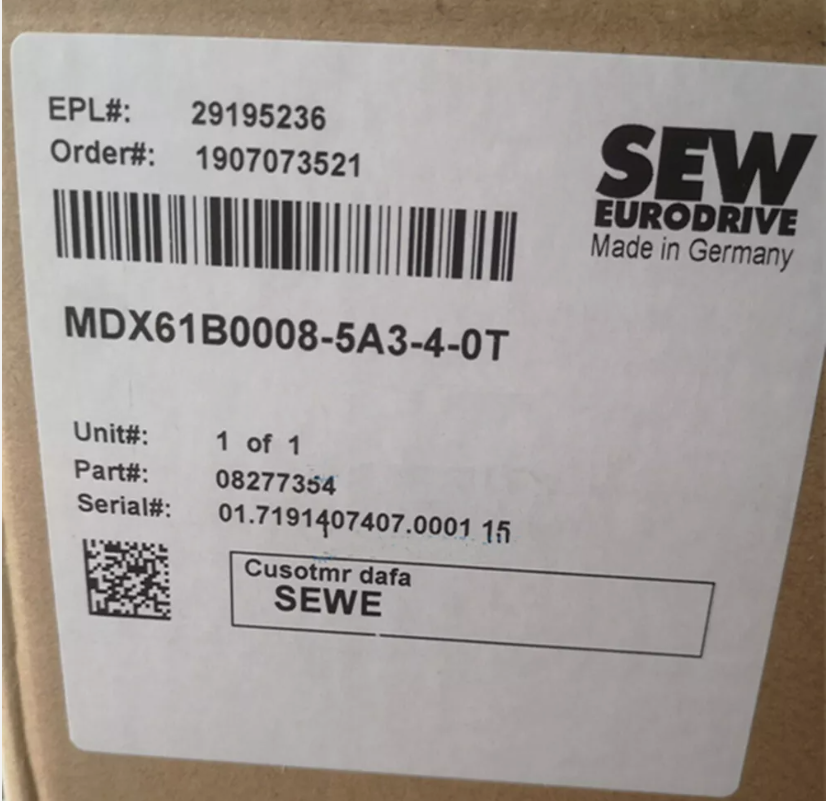 EPL#: 29195236
Order#: 1907073521
SEW
EURODRIVE
Made in Germany
MDX61B0008-5A3-4-0T
Unit#: 1 of 1
Part#: 08277354
Serial#: 01.7191407407.0001 15
Cusotmr dafa
SEWE